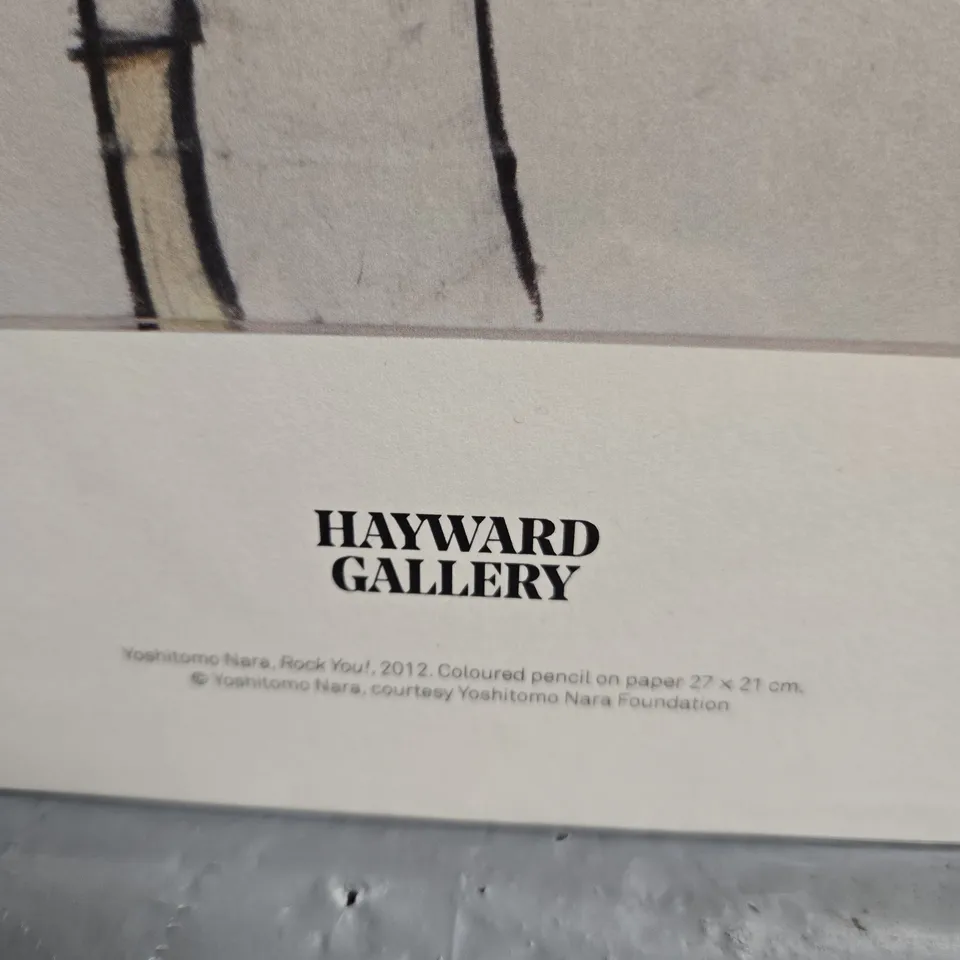 HAYWARD
GALLERY
Yoshitomo Nara, Rock You!, 2012. Coloured pencil on paper 27 × 21 cm.
© Yoshitomo Nara, courtesy Yoshitomo Nara Foundation